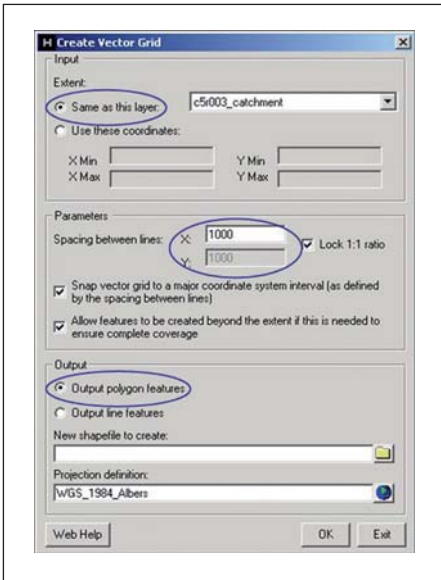 Create Vector Grid
Input
Extent:
Same as this layer: c5r003_catchment
Use these coordinates:
X Min Y Min
X Max Y Max
Parameters
Spacing between lines: X: 1000 Lock 1:1 ratio
Y: 1000
Snap vector grid to a major coordinate system interval (as defined
by the spacing between lines)
Allow features to be created beyond the extent if this is needed to
ensure complete coverage
Output
Output polygon features
Output line features
New shapefile to create:
Projection definition:
WGS_1984_Albers
Web Help OK Exit